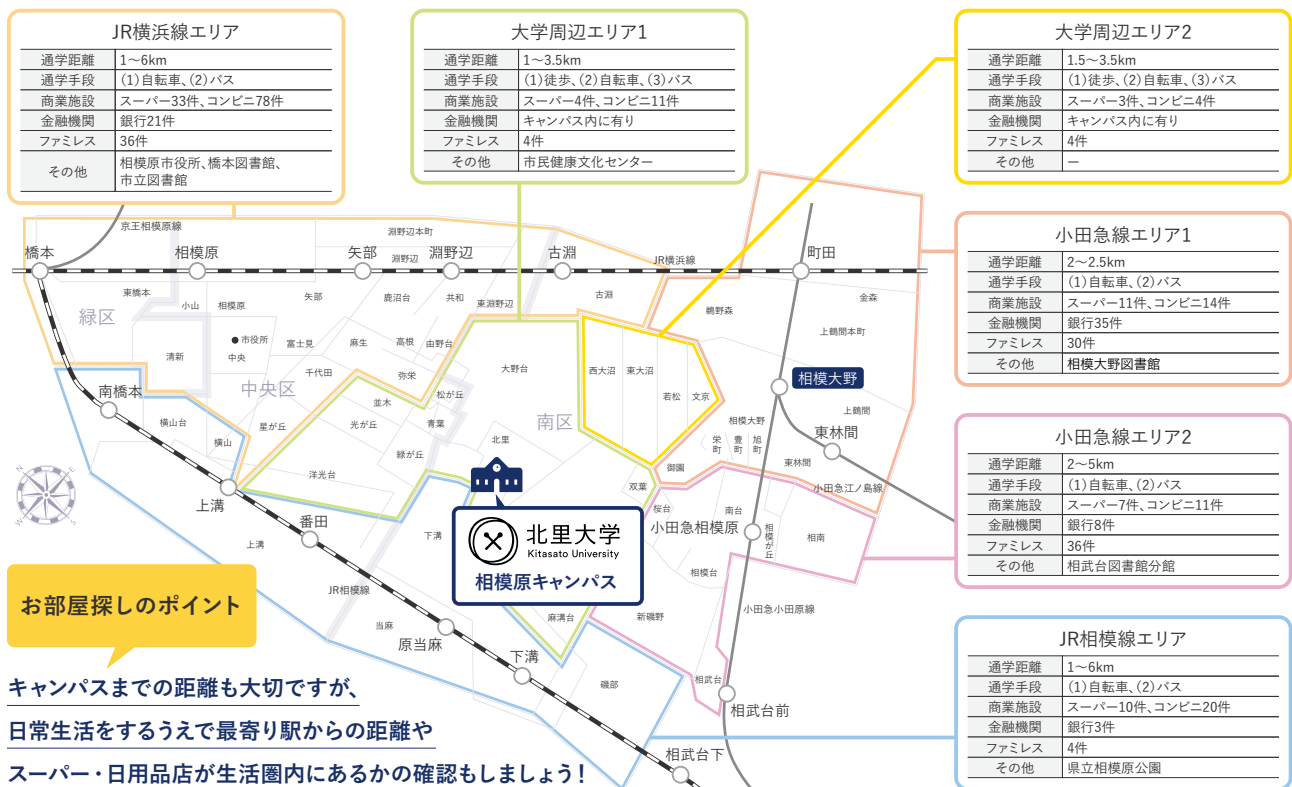 JR横浜線エリア
通学距離 1〜6km
通学手段 (1)自転車、(2)バス
商業施設 スーパー33件、コンビニ78件
金融機関 銀行21件
ファミレス 36件
その他 相模原市役所、橋本図書館、
市立図書館
大学周辺エリア1
通学距離 1〜3.5km
通学手段 (1)徒歩、(2)自転車、(3)バス
商業施設 スーパー4件、コンビニ11件
金融機関 キャンパス内に有り
ファミレス 4件
その他 市民健康文化センター
大学周辺エリア2
通学距離 1.5〜3.5km
通学手段 (1)徒歩、(2)自転車、(3)バス
商業施設 スーパー3件、コンビニ4件
金融機関 キャンパス内に有り
ファミレス 4件
その他 ー
小田急線エリア1
通学距離 2〜2.5km
通学手段 (1)自転車、(2)バス
商業施設 スーパー11件、コンビニ14件
金融機関 銀行35件
ファミレス 30件
その他 相模大野図書館
小田急線エリア2
通学距離 2〜5km
通学手段 (1)自転車、(2)バス
商業施設 スーパー7件、コンビニ11件
金融機関 銀行8件
ファミレス 36件
その他 相武台図書館分館
JR相模線エリア
通学距離 1〜6km
通学手段 (1)自転車、(2)バス
商業施設 スーパー10件、コンビニ20件
金融機関 銀行3件
ファミレス 4件
その他 県立相模原公園
京王相模原線
淵野辺本町
橋本
相模原
矢部
淵野辺
淵野辺
古淵
JR横浜線
町田
東橋本
小山
相模原
矢部
鹿沼台
共和
東淵野辺
古淵
鵜野森
金森
上鶴間本町
緑区
●市役所
中央
清新
富士見
麻生
高根
由野台
大野台
西大沼
東大沼
若松
文京
千代田
弥栄
松が丘
中央区
並木
南区
相模大野
南橋本
横山台
横山
星が丘
光が丘
青葉
緑が丘
北里
相模大野
上鶴間
栄町
豊町
旭町
東林間
東林間
御園
双葉
洋光台
小田急江ノ島線
N
E
W
S
上溝
番田
上溝
下溝
桜台
南台
小田急相模原
相模が丘
相南
相模台
北里大学
Kitasato University
相模原キャンパス
JR相模線
当麻
原当麻
下溝
麻溝台
新磯野
小田急小田原線
磯部
相武台
相武台前
相武台下
お部屋探しのポイント
キャンパスまでの距離も大切ですが、
日常生活をするうえで最寄り駅からの距離や
スーパー・日用品店が生活圏内にあるかの確認もしましょう！